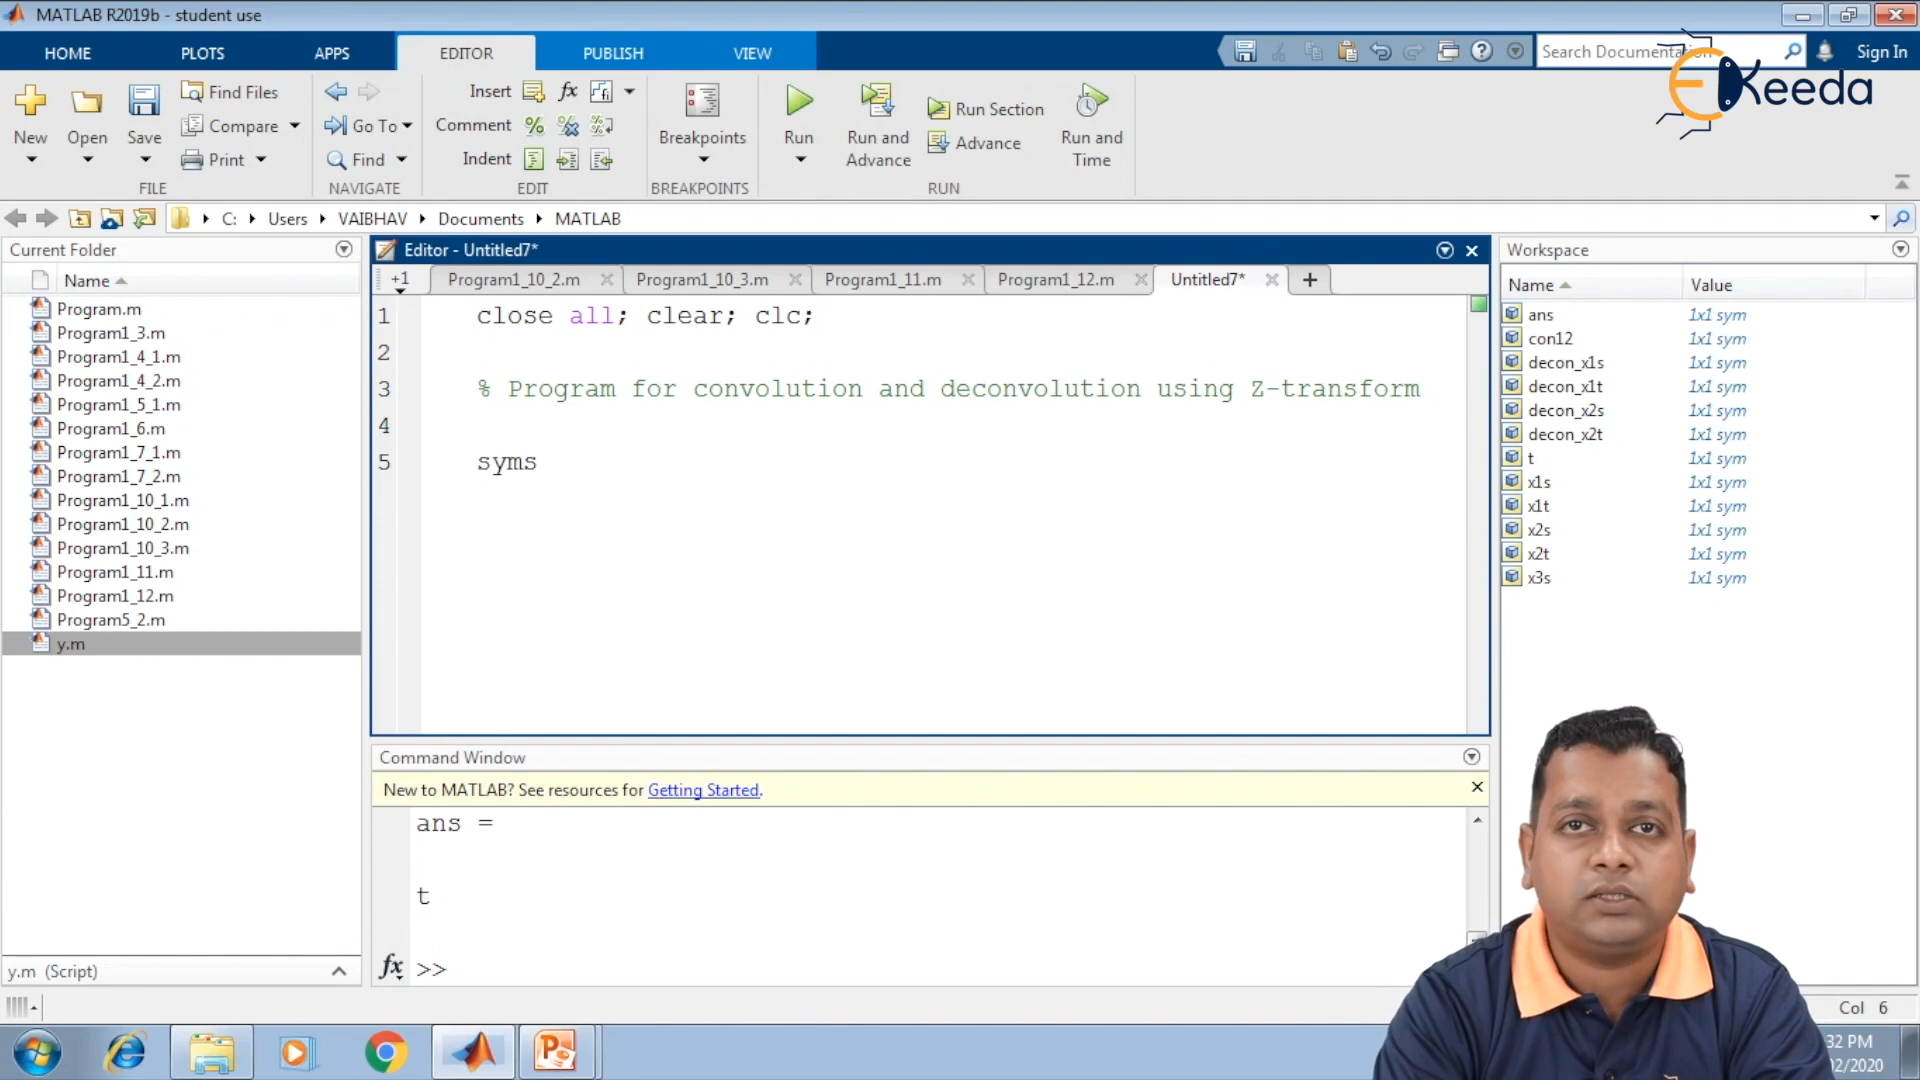 MATLAB R2019b - student use
HOME PLOTS APPS EDITOR PUBLISH VIEW
Search Documentation
Sign In
EKeeda
New
Open
Save
Find Files
Compare
Print
FILE
Go To
Find
NAVIGATE
Insert
Comment
Indent
EDIT
Breakpoints
BREAKPOINTS
Run
Run and Advance
Run Section
Advance
Run and Time
RUN
C: Users VAIBHAV Documents MATLAB
Current Folder
Name
Program.m
Program1_3.m
Program1_4_1.m
Program1_4_2.m
Program1_5_1.m
Program1_6.m
Program1_7_1.m
Program1_7_2.m
Program1_10_1.m
Program1_10_2.m
Program1_10_3.m
Program1_11.m
Program1_12.m
Program5_2.m
y.m
y.m (Script)
Editor - Untitled7*
+1 Program1_10_2.m Program1_10_3.m Program1_11.m Program1_12.m Untitled7* +
1 close all; clear; clc;
2
3 % Program for convolution and deconvolution using Z-transform
4
5 syms
Command Window
New to MATLAB? See resources for Getting Started.
ans =
t
fx >>
Workspace
Name Value
ans 1x1 sym
con12 1x1 sym
decon_x1s 1x1 sym
decon_x1t 1x1 sym
decon_x2s 1x1 sym
decon_x2t 1x1 sym
t 1x1 sym
x1s 1x1 sym
x1t 1x1 sym
x2s 1x1 sym
x2t 1x1 sym
x3s 1x1 sym
Col 6
32 PM
02/2020